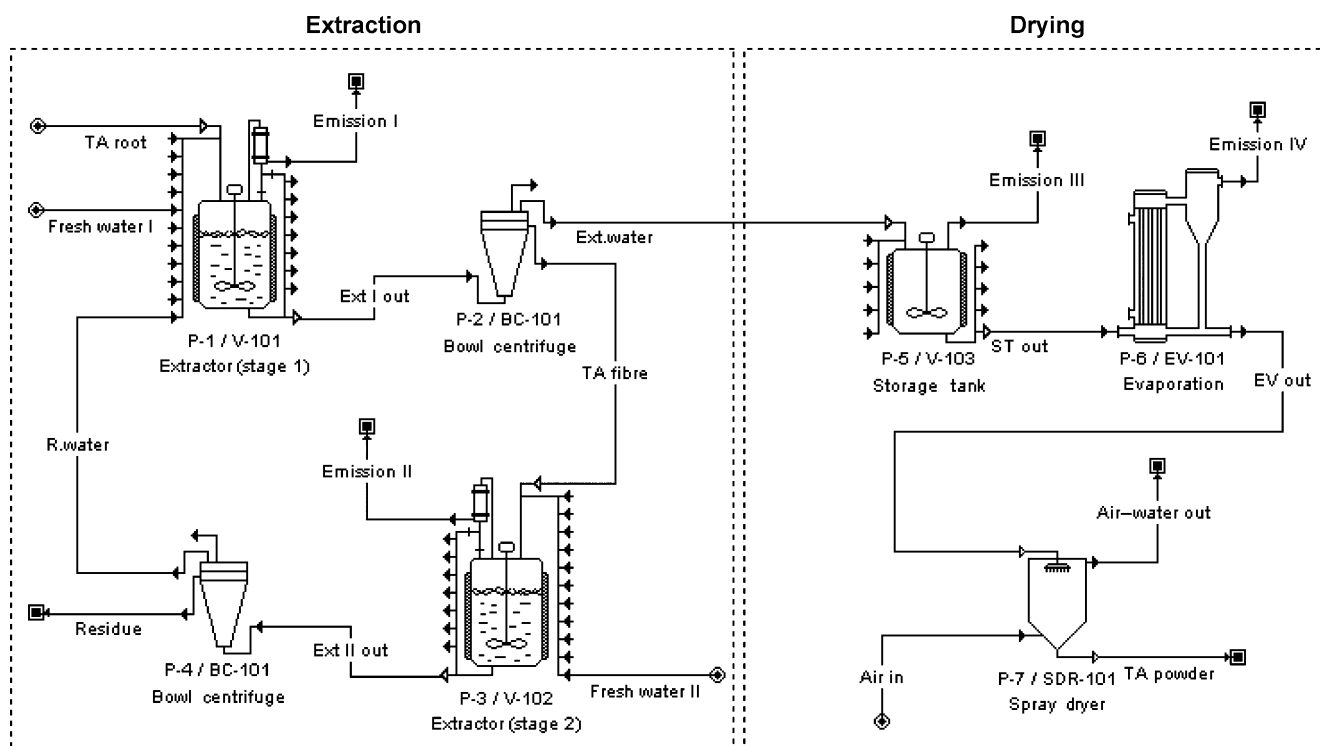 Extraction
Drying
Emission I
TA root
Fresh water I
Ext.water
Ext I out
P-1 / V-101
Extractor (stage 1)
P-2 / BC-101
Bowl centrifuge
TA fibre
R.water
Emission II
Residue
Ext II out
P-4 / BC-101
Bowl centrifuge
P-3 / V-102
Extractor (stage 2)
Fresh water II
Emission III
Emission IV
ST out
P-5 / V-103
Storage tank
P-6 / EV-101
Evaporation
EV out
Air–water out
Air in
P-7 / SDR-101
Spray dryer
TA powder